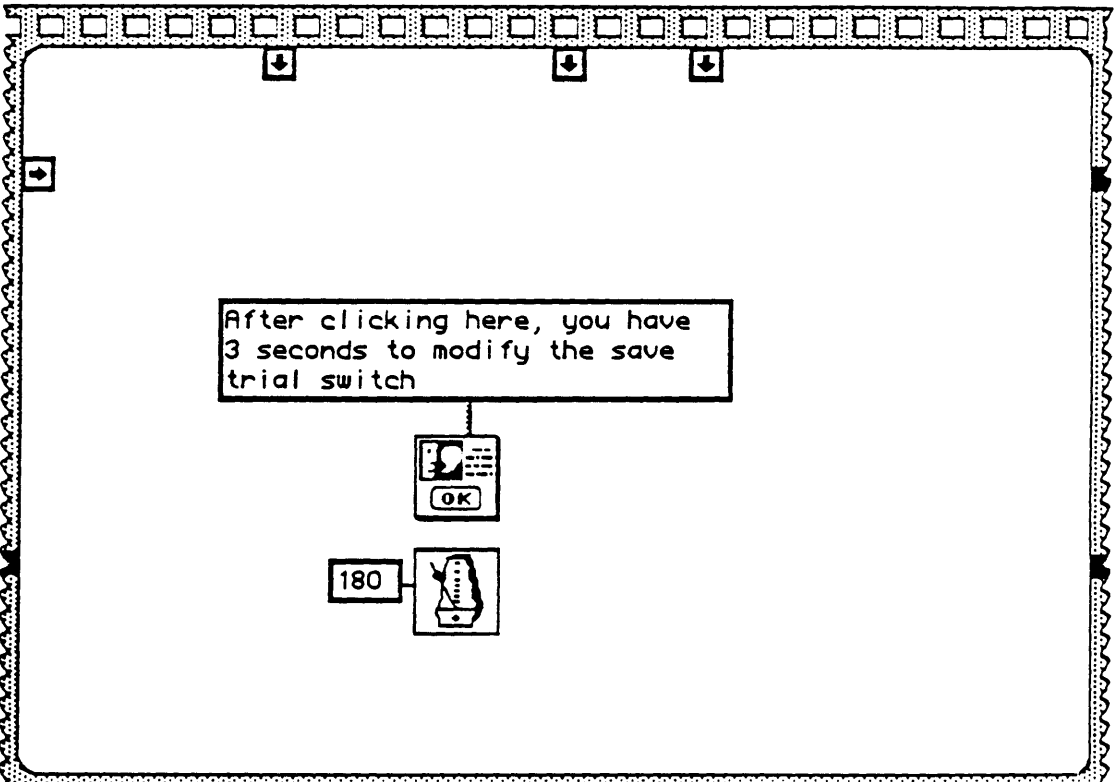 After clicking here, you have
3 seconds to modify the save
trial switch
OK
180